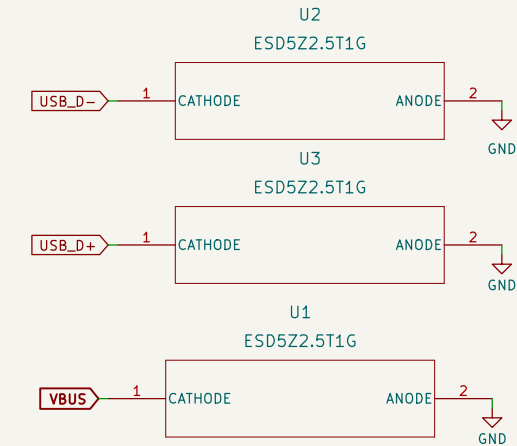 U2
ESD5Z2.5T1G
USB_D- 1 CATHODE ANODE 2
GND
U3
ESD5Z2.5T1G
USB_D+ 1 CATHODE ANODE 2
GND
U1
ESD5Z2.5T1G
VBUS 1 CATHODE ANODE 2
GND